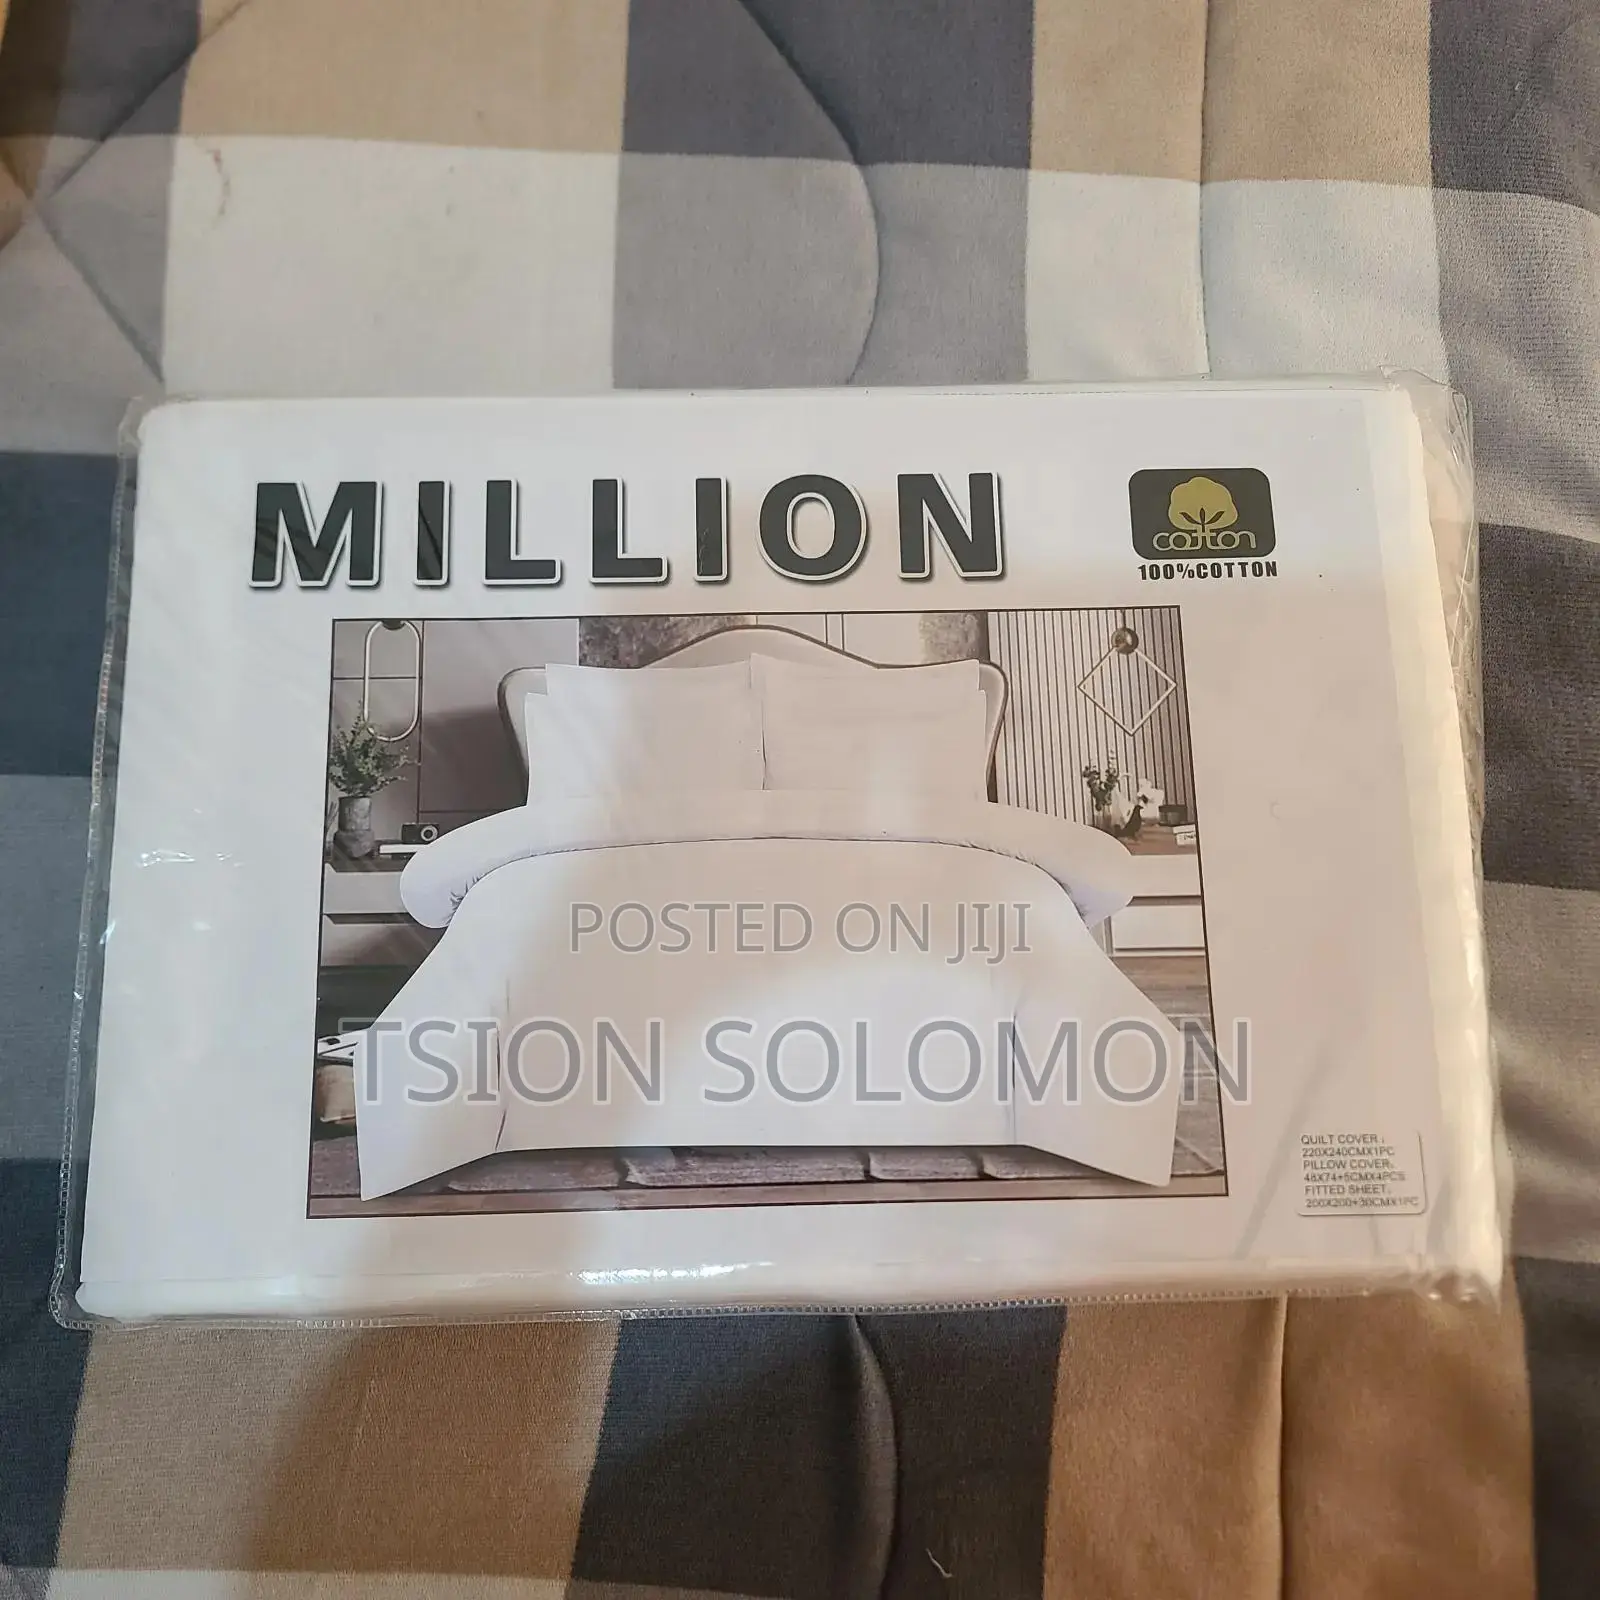 MILLION
cotton
100%COTTON
POSTED ON JIJI
TSION SOLOMON
QUILT COVER:
220X240CMX1PC
PILLOW COVER:
48X74+5CMX4PCS
FITTED SHEET:
200X200+30CMX1PC